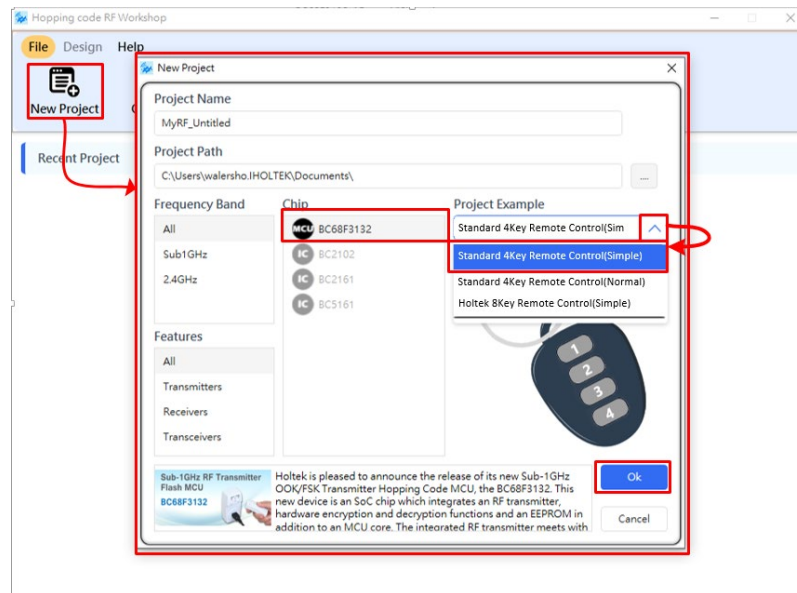 Hopping code RF Workshop
File Design Help
New Project
Recent Project
New Project
Project Name
MyRF_Untitled
Project Path
C:\Users\walersho.IHOLTEK\Documents\
...
Frequency Band
All
Sub1GHz
2.4GHz
Chip
MCU BC68F3132
IC BC2102
IC BC2161
IC BC5161
Project Example
Standard 4Key Remote Control(Sim
Standard 4Key Remote Control(Simple)
Standard 4Key Remote Control(Normal)
Holtek 8Key Remote Control(Simple)
1
2
3
4
Features
All
Transmitters
Receivers
Transceivers
Sub-1GHz RF Transmitter
Flash MCU
BC68F3132
Holtek is pleased to announce the release of its new Sub-1GHz
OOK/FSK Transmitter Hopping Code MCU, the BC68F3132. This
new device is an SoC chip which integrates an RF transmitter,
hardware encryption and decryption functions and an EEPROM in
addition to an MCU core. The integrated RF transmitter meets with
Ok
Cancel